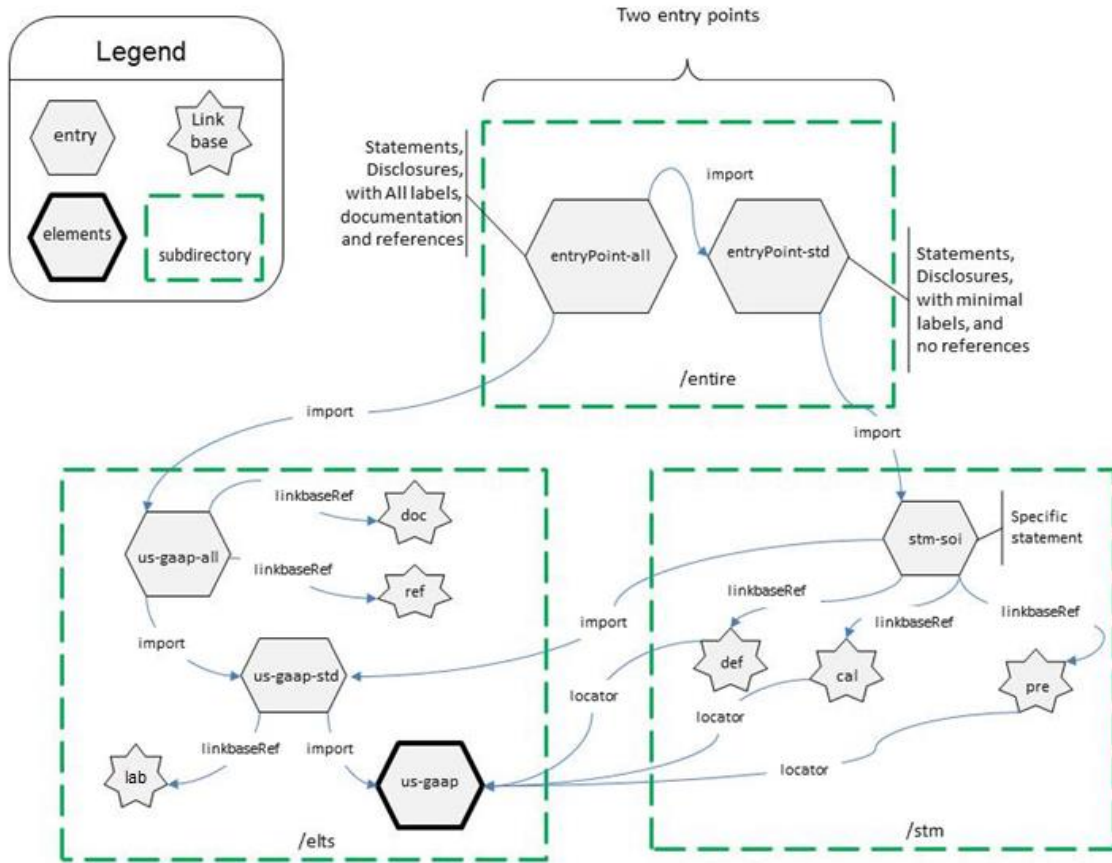 Two entry points
Legend
entry
Link
base
elements
subdirectory
Statements,
Disclosures,
with All labels,
documentation
and references
import
entryPoint-all
entryPoint-std
Statements,
Disclosures,
with minimal
labels, and
no references
/entire
import
import
linkbaseRef
doc
us-gaap-all
linkbaseRef
ref
import
us-gaap-std
linkbaseRef
import
lab
us-gaap
/elts
stm-soi
Specific
statement
linkbaseRef
linkbaseRef
linkbaseRef
import
def
cal
pre
locator
locator
locator
/stm